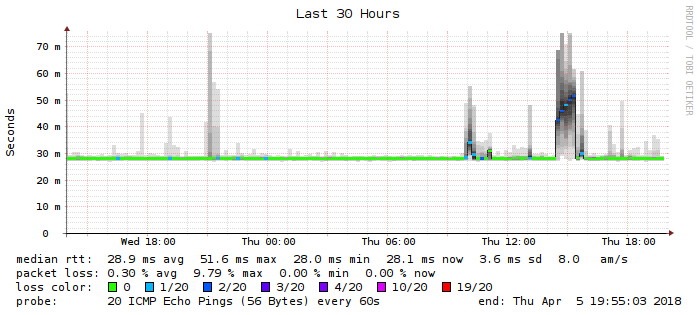 Last 30 Hours
RRDTOOL / TOBI OETIKER
Seconds
70 m
60 m
50 m
40 m
30 m
20 m
10 m
0
Wed 18:00 Thu 00:00 Thu 06:00 Thu 12:00 Thu 18:00
median rtt: 28.9 ms avg 51.6 ms max 28.0 ms min 28.1 ms now 3.6 ms sd 8.0 am/s
packet loss: 0.30 % avg 9.79 % max 0.00 % min 0.00 % now
loss color: 0 1/20 2/20 3/20 4/20 10/20 19/20
probe: 20 ICMP Echo Pings (56 Bytes) every 60s end: Thu Apr 5 19:55:03 2018